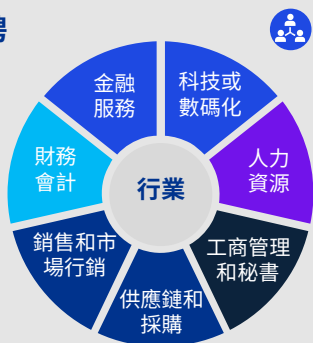 金融
服務
科技或
數碼化
財務
會計
人力
資源
行業
銷售和市
場行銷
工商管理
和秘書
供應鏈和
採購